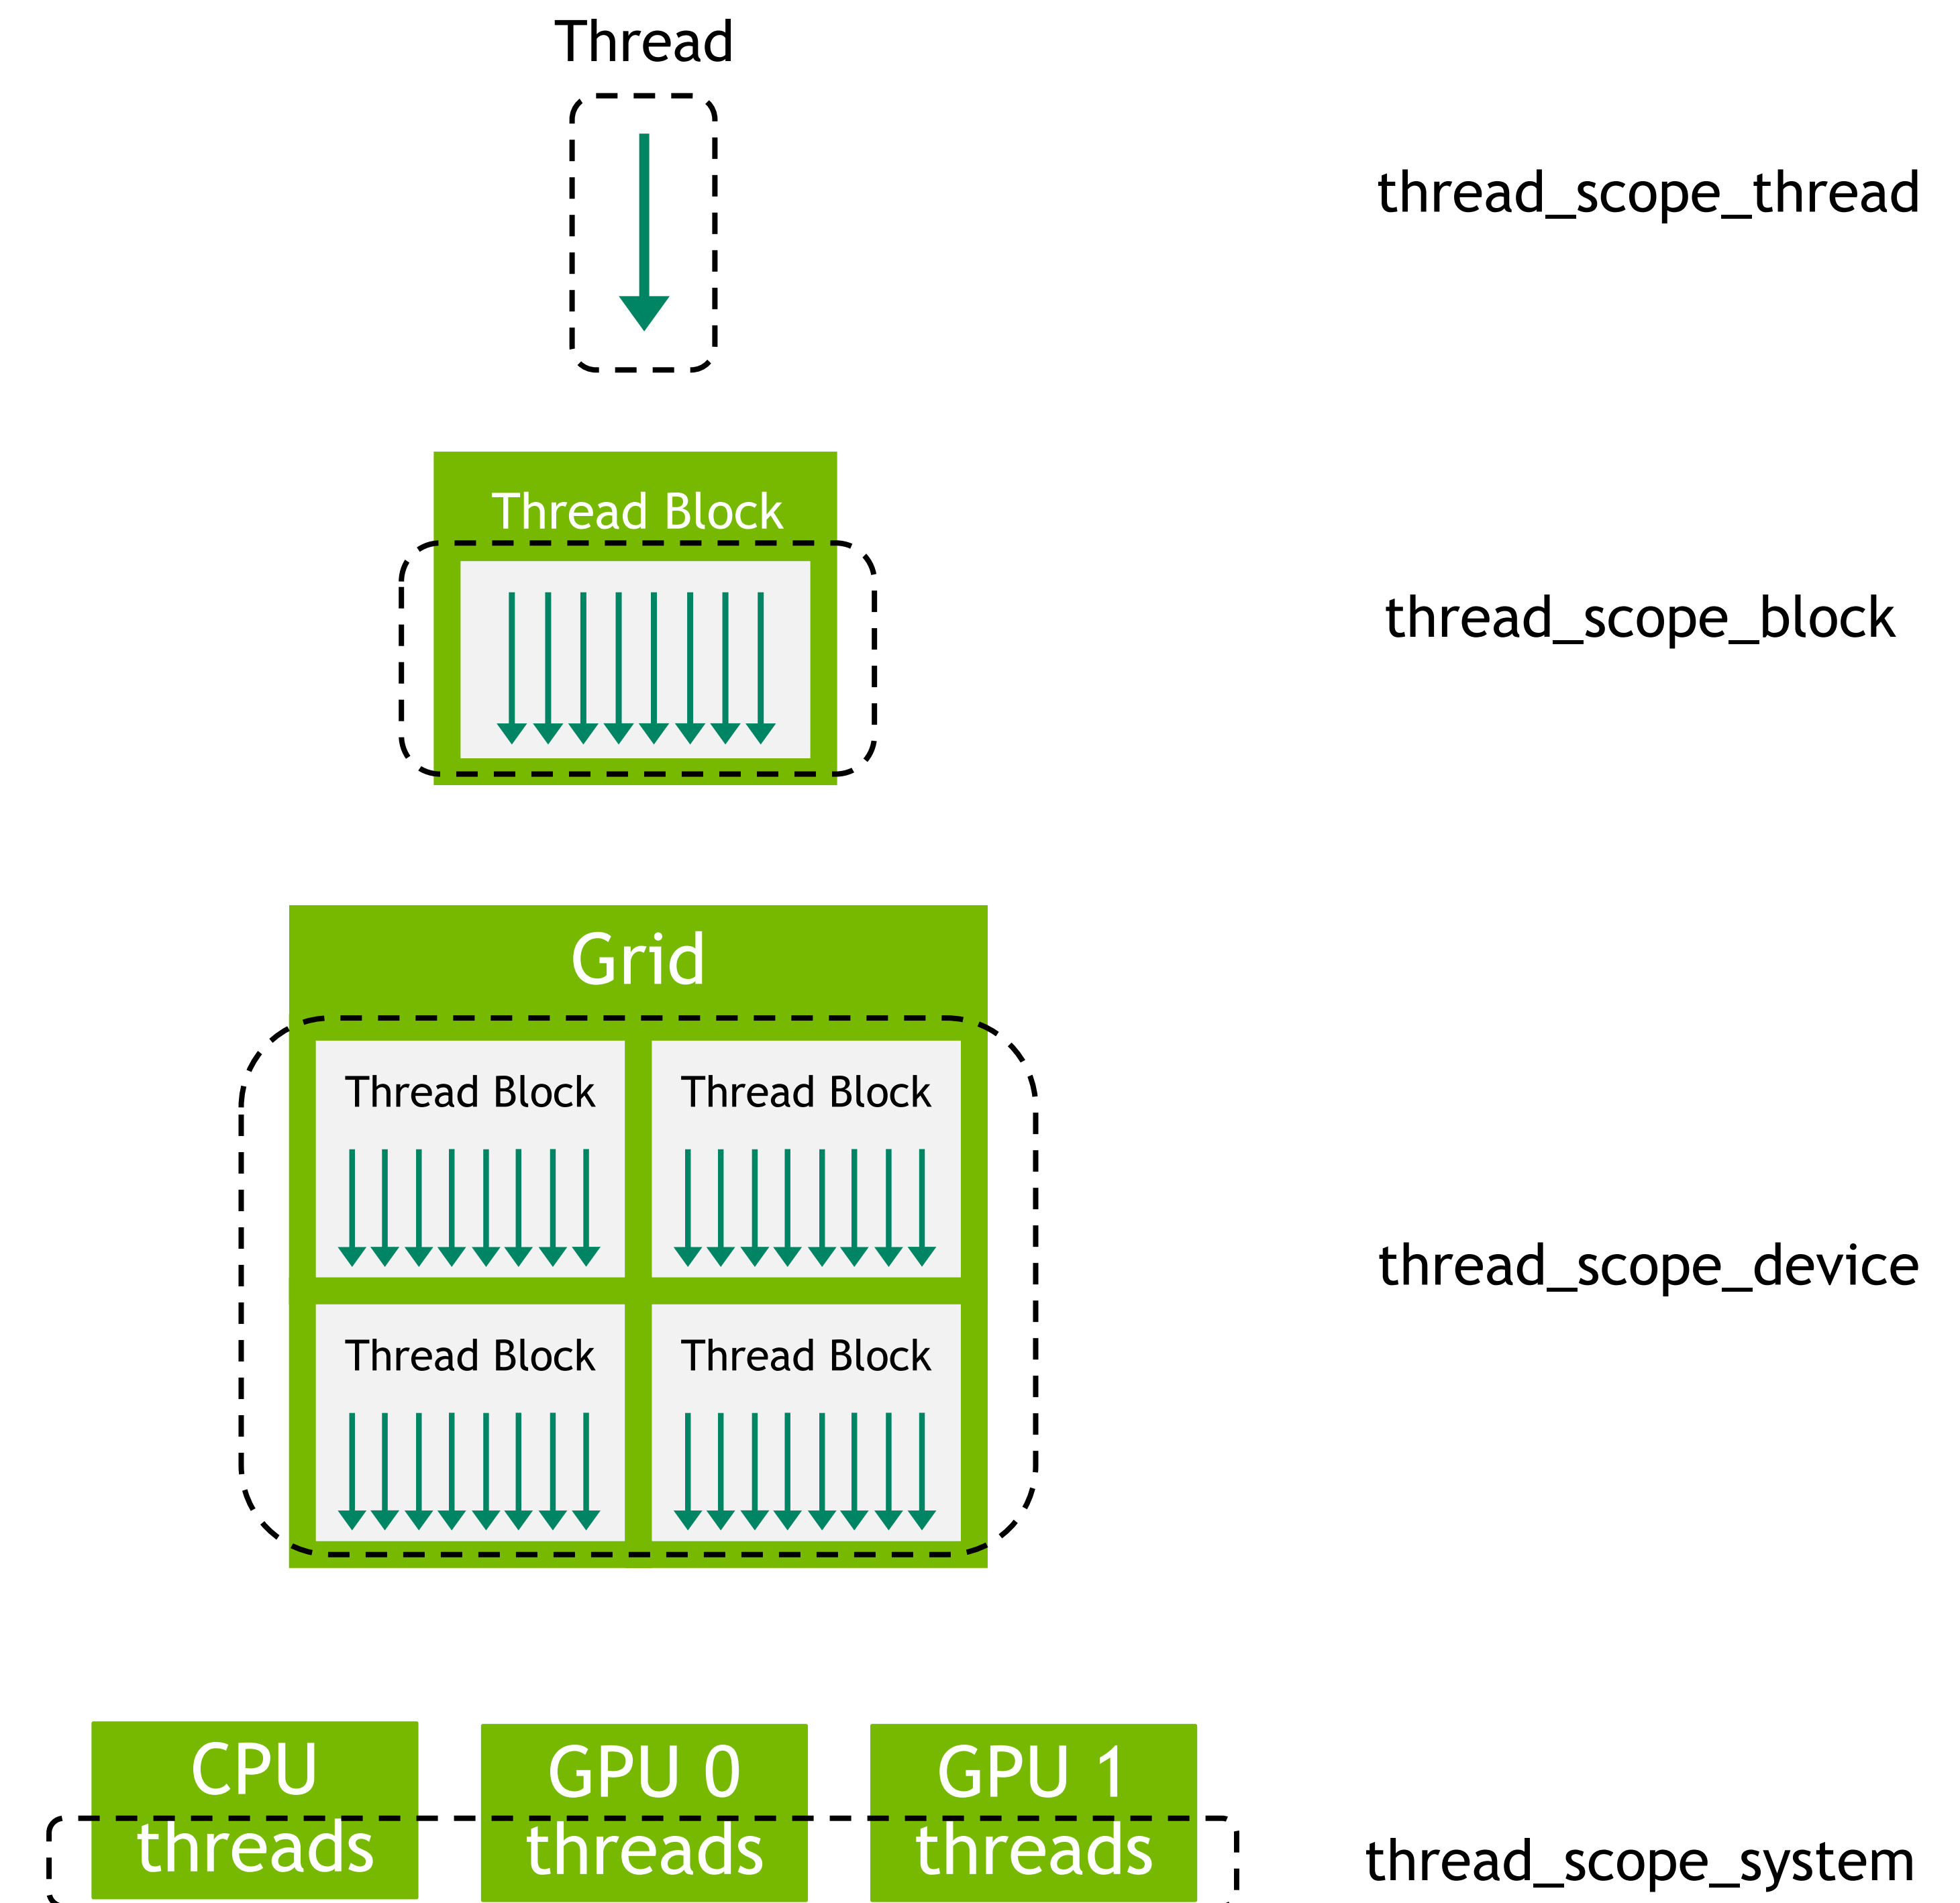 Thread
thread_scope_thread
Thread Block
thread_scope_block
Grid
Thread Block Thread Block
thread_scope_device
Thread Block Thread Block
CPU GPU 0 GPU 1
threads threads threads
thread_scope_system